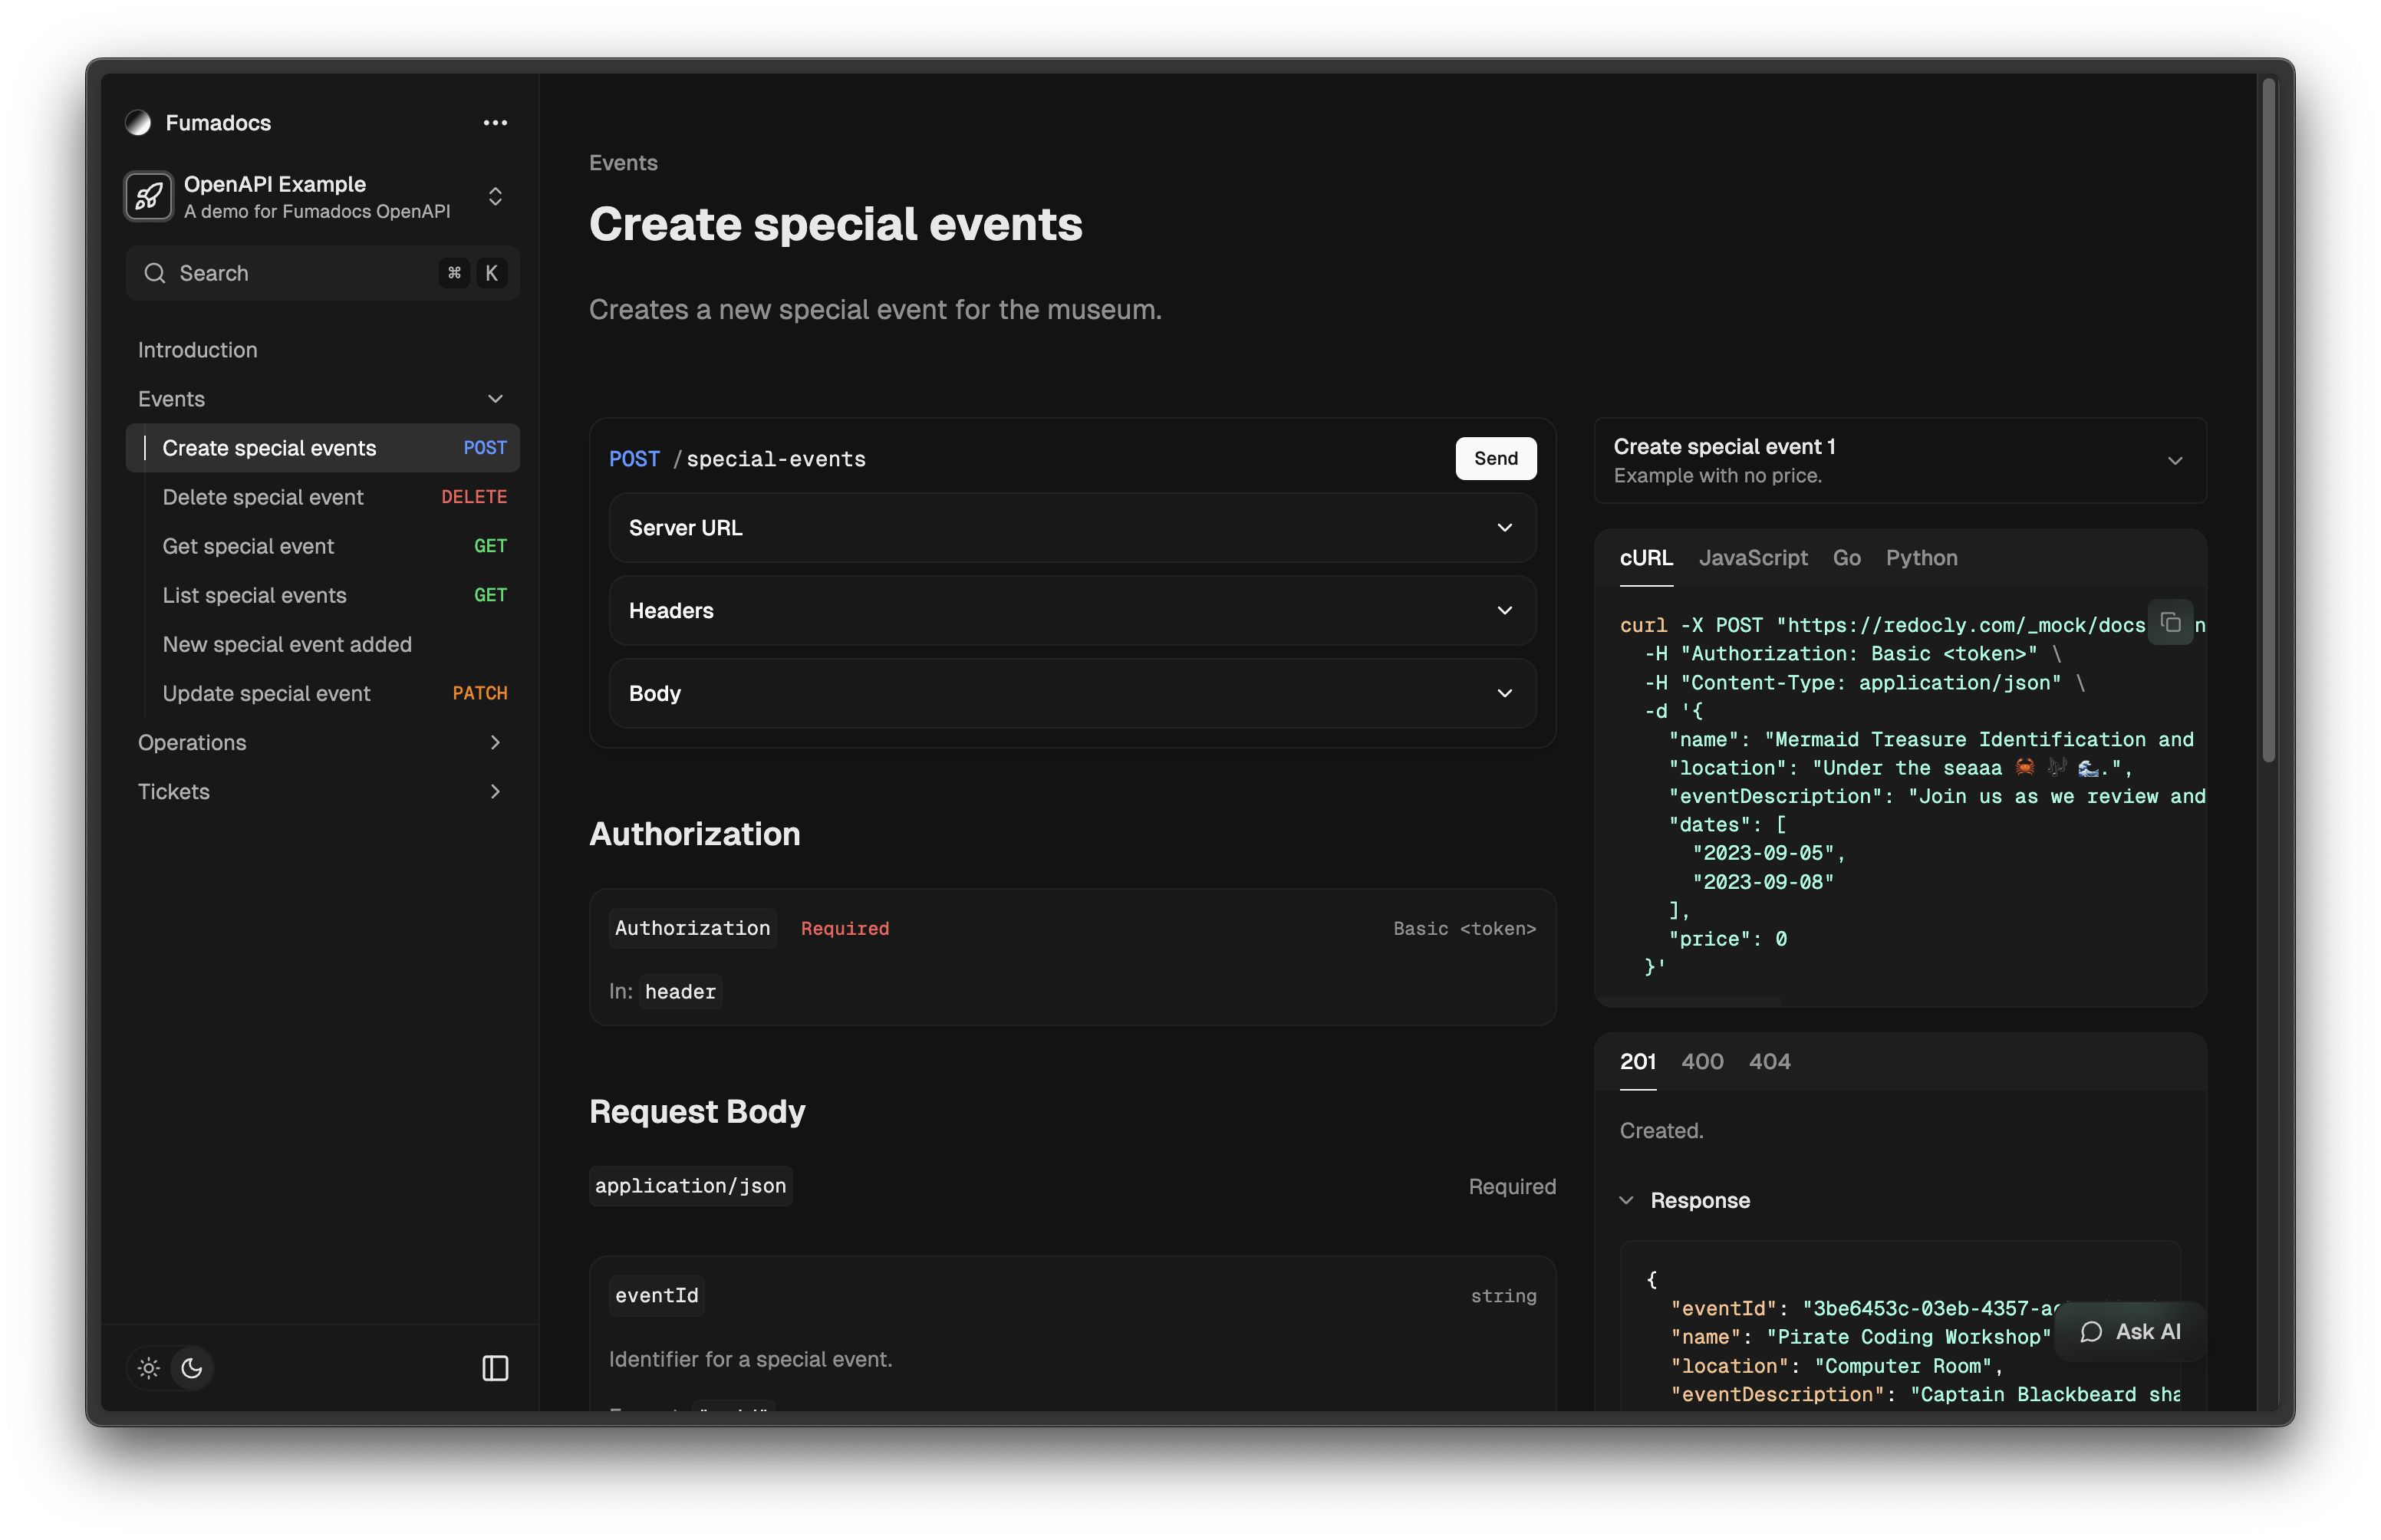 Fumadocs
OpenAPI Example
A demo for Fumadocs OpenAPI
Search
⌘ K
Introduction
Events
Create special events POST
Delete special event DELETE
Get special event GET
List special events GET
New special event added
Update special event PATCH
Operations
Tickets
Events
Create special events
Creates a new special event for the museum.
POST /special-events
Send
Server URL
Headers
Body
Authorization
Authorization Required Basic <token>
In: header
Request Body
application/json Required
eventId string
Identifier for a special event.
Create special event 1
Example with no price.
cURL JavaScript Go Python
curl -X POST "https://redocly.com/_mock/docs
-H "Authorization: Basic <token>" \
-H "Content-Type: application/json" \
-d '{
"name": "Mermaid Treasure Identification and
"location": "Under the seaaa 🦀 🎶 🌊.",
"eventDescription": "Join us as we review and
"dates": [
"2023-09-05",
"2023-09-08"
],
"price": 0
}'
201 400 404
Created.
Response
{
"eventId": "3be6453c-03eb-4357-a
"name": "Pirate Coding Workshop"
"location": "Computer Room",
"eventDescription": "Captain Blackbeard sha
Ask AI